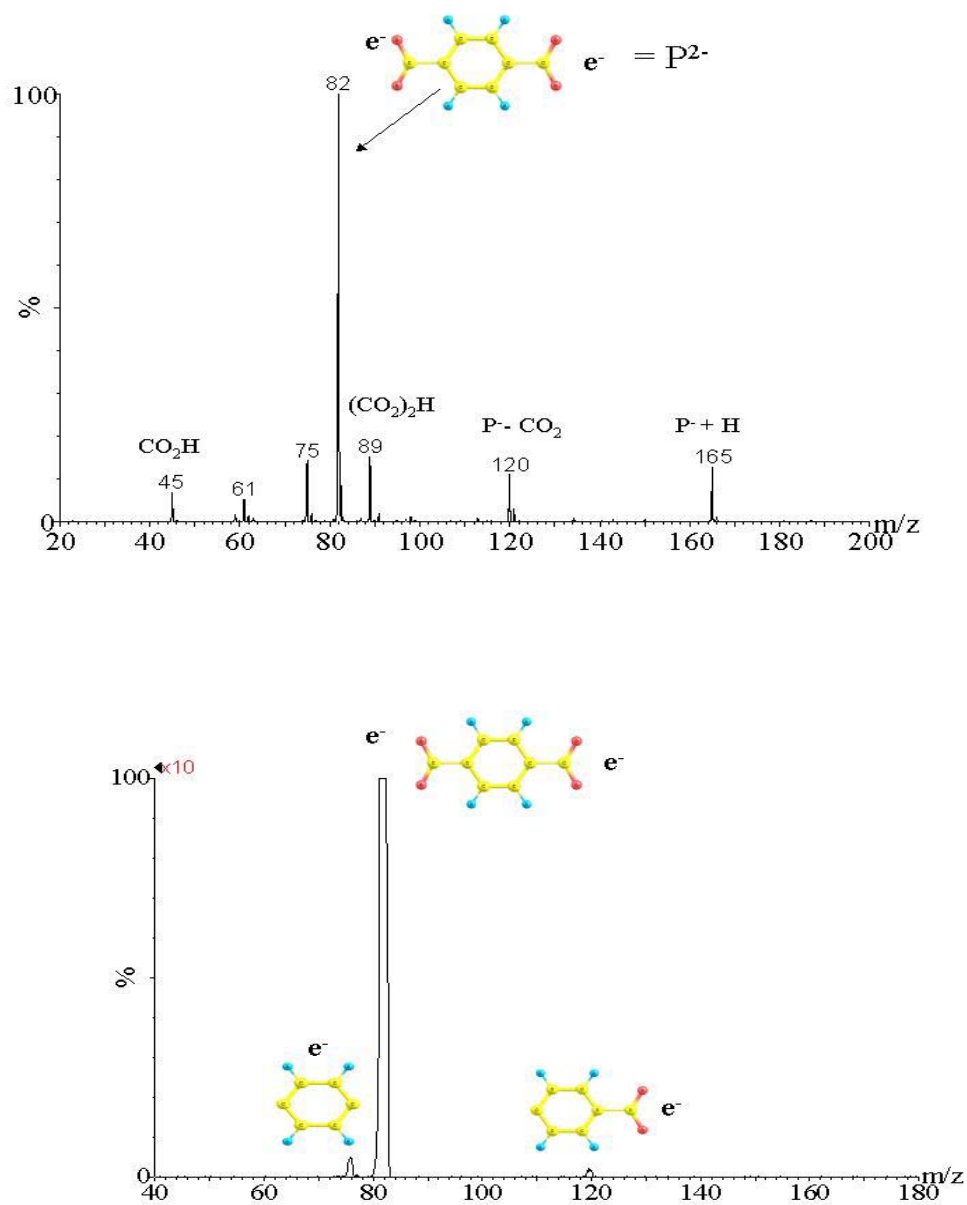 e⁻
e⁻ = P²⁻
82
100
%
(CO₂)₂H
CO₂H
75
89
P⁻- CO₂
P⁻ + H
45
61
120
165
0
20 40 60 80 100 120 140 160 180 200 m/z
e⁻
e⁻
100 x10
%
e⁻
e⁻
0
40 60 80 100 120 140 160 180 m/z